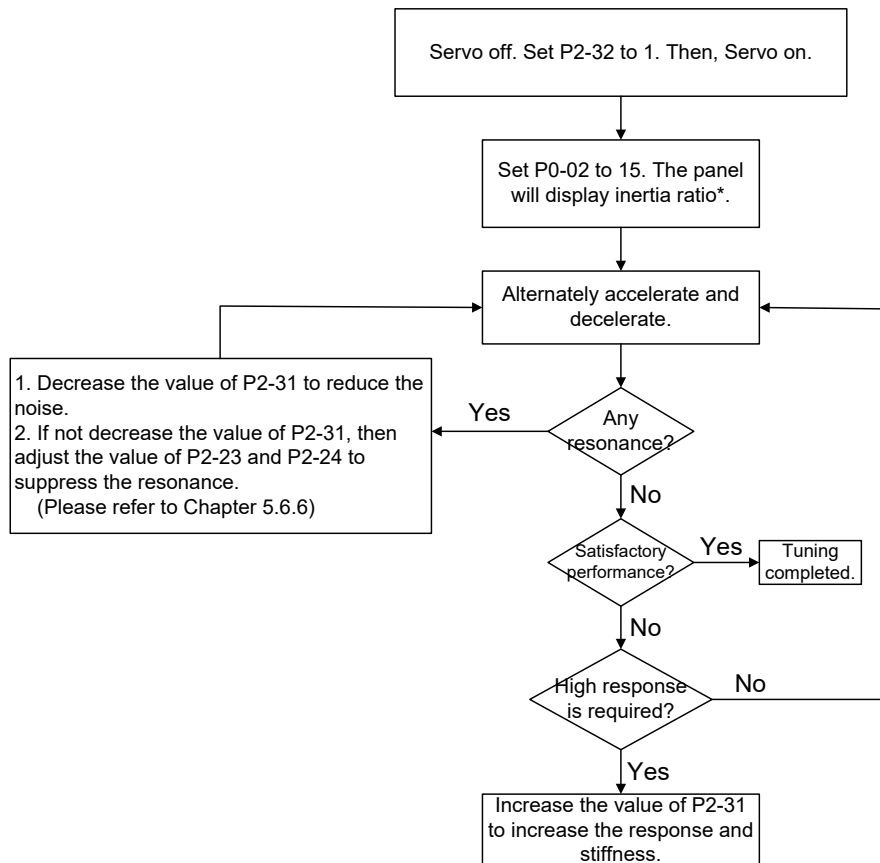 Servo off. Set P2-32 to 1. Then, Servo on.
Set P0-02 to 15. The panel
will display inertia ratio*.
Alternately accelerate and
decelerate.
1. Decrease the value of P2-31 to reduce the
noise.
2. If not decrease the value of P2-31, then
adjust the value of P2-23 and P2-24 to
suppress the resonance.
(Please refer to Chapter 5.6.6)
Yes
Any
resonance?
No
Satisfactory
performance?
Yes
Tuning
completed.
No
High response
is required?
No
Yes
Increase the value of P2-31
to increase the response and
stiffness.